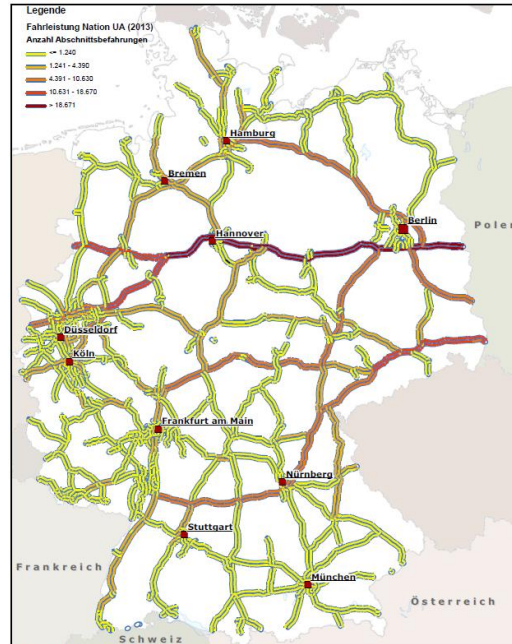 Legende
Fahrleistung Nation UA (2013)
Anzahl Abschnittsbefahrungen
<= 1.240
1.241 - 4.390
4.391 - 10.630
10.631 - 18.670
> 18.671
Hamburg
Bremen
Berlin
Hannover
Polen
Düsseldorf
Köln
Frankfurt am Main
Nürnberg
Stuttgart
Frankreich
München
Österreich
Schweiz